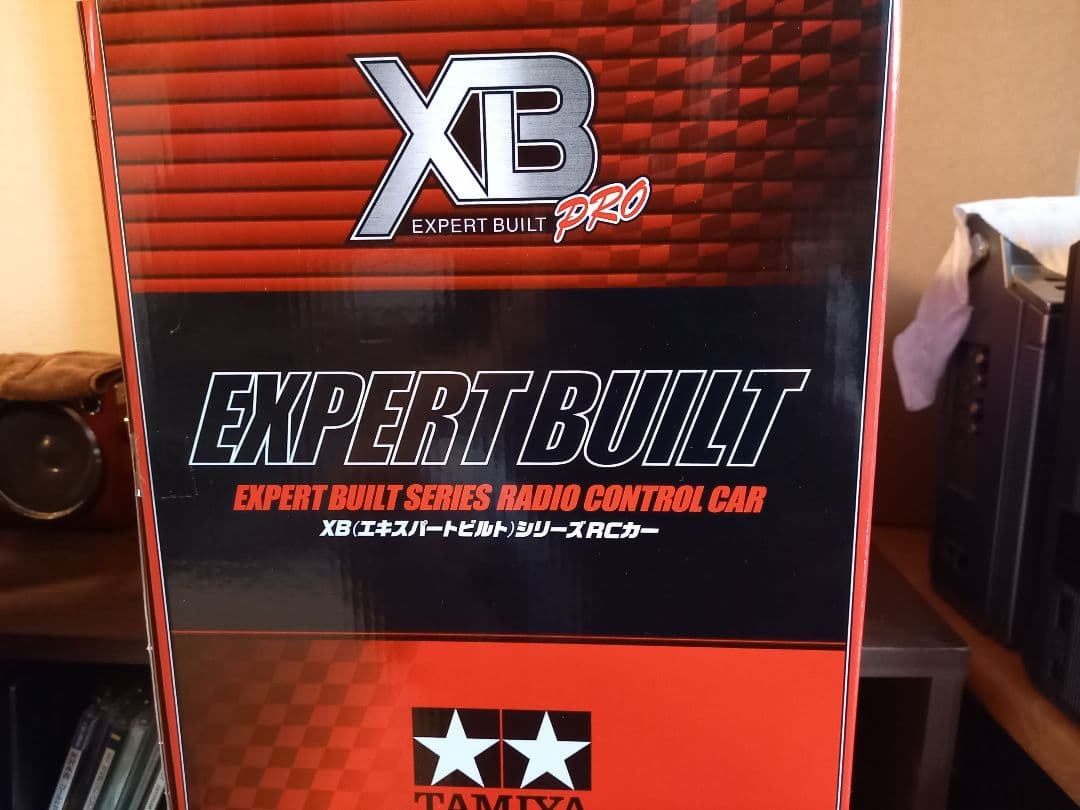 XB
EXPERT BUILT PRO
EXPERT BUILT
EXPERT BUILT SERIES RADIO CONTROL CAR
XB(エキスパートビルト)シリーズRCカー
TAMIYA